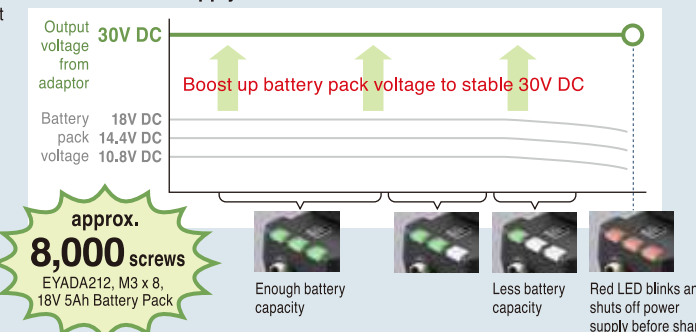 Output
voltage
from
adaptor
30V DC
Boost up battery pack voltage to stable 30V DC
Battery
pack
voltage
18V DC
14.4V DC
10.8V DC
approx.
8,000 screws
EYADA212, M3 x 8,
18V 5Ah Battery Pack
Enough battery
capacity
Less battery
capacity
Red LED blinks
shuts off power
supply before